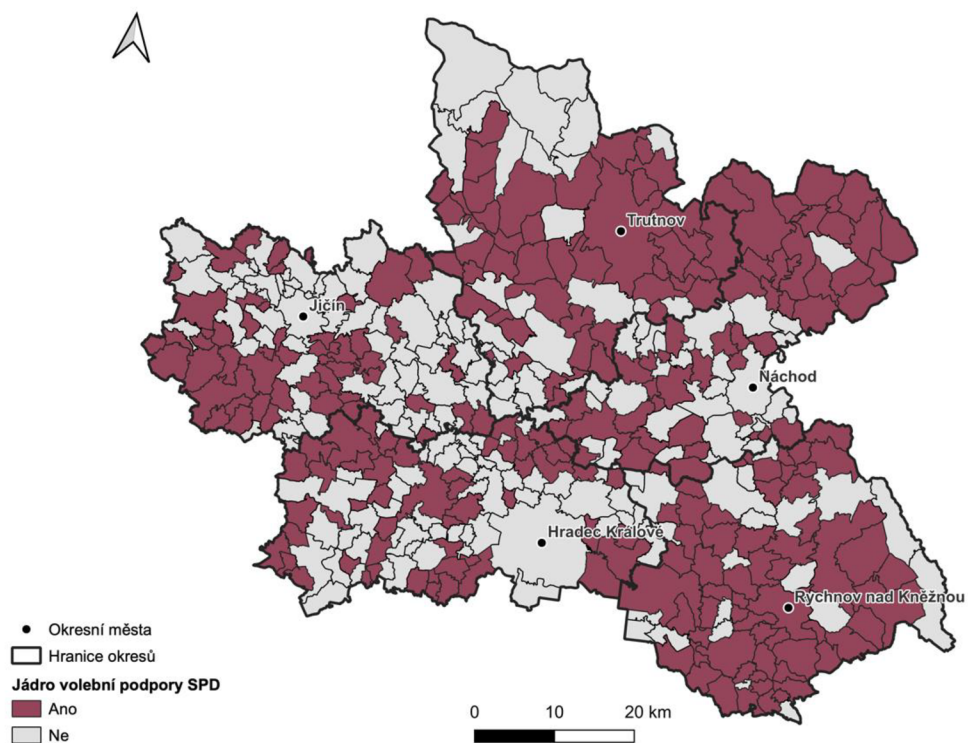 Trutnov
Jičín
Náchod
Hradec Králové
Rychnov nad Kněžnou
Okresní města
Hranice okresů
Jádro volební podpory SPD
Ano
Ne
0 10 20 km